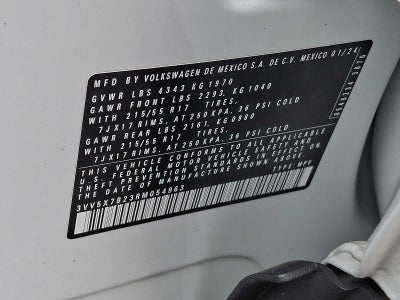 MFD BY VOLKSWAGEN DE MEXICO S.A. DE C.V. MEXICO 01/24
GVWR LBS 4343 KG 1970
GAWR FRONT LBS 2293, KG 1040
WITH 215/55 R17 TIRES,
7JX17 RIMS, AT 250 KPA, 36 PSI COLD
GAWR REAR LBS 2161, KG 0980
WITH 215/55 R17 TIRES,
7JX17 RIMS, AT 250 KPA, 36 PSI COLD
THIS VEHICLE CONFORMS TO ALL APPLICABLE
FEDERAL MOTOR VEHICLE SAFETY AND
THEFT PREVENTION STANDARDS IN EFFECT ON
THE DATE OF MANUFACTURE SHOWN ABOVE.
3VV5X7B23RM054963 TYPE: MPV